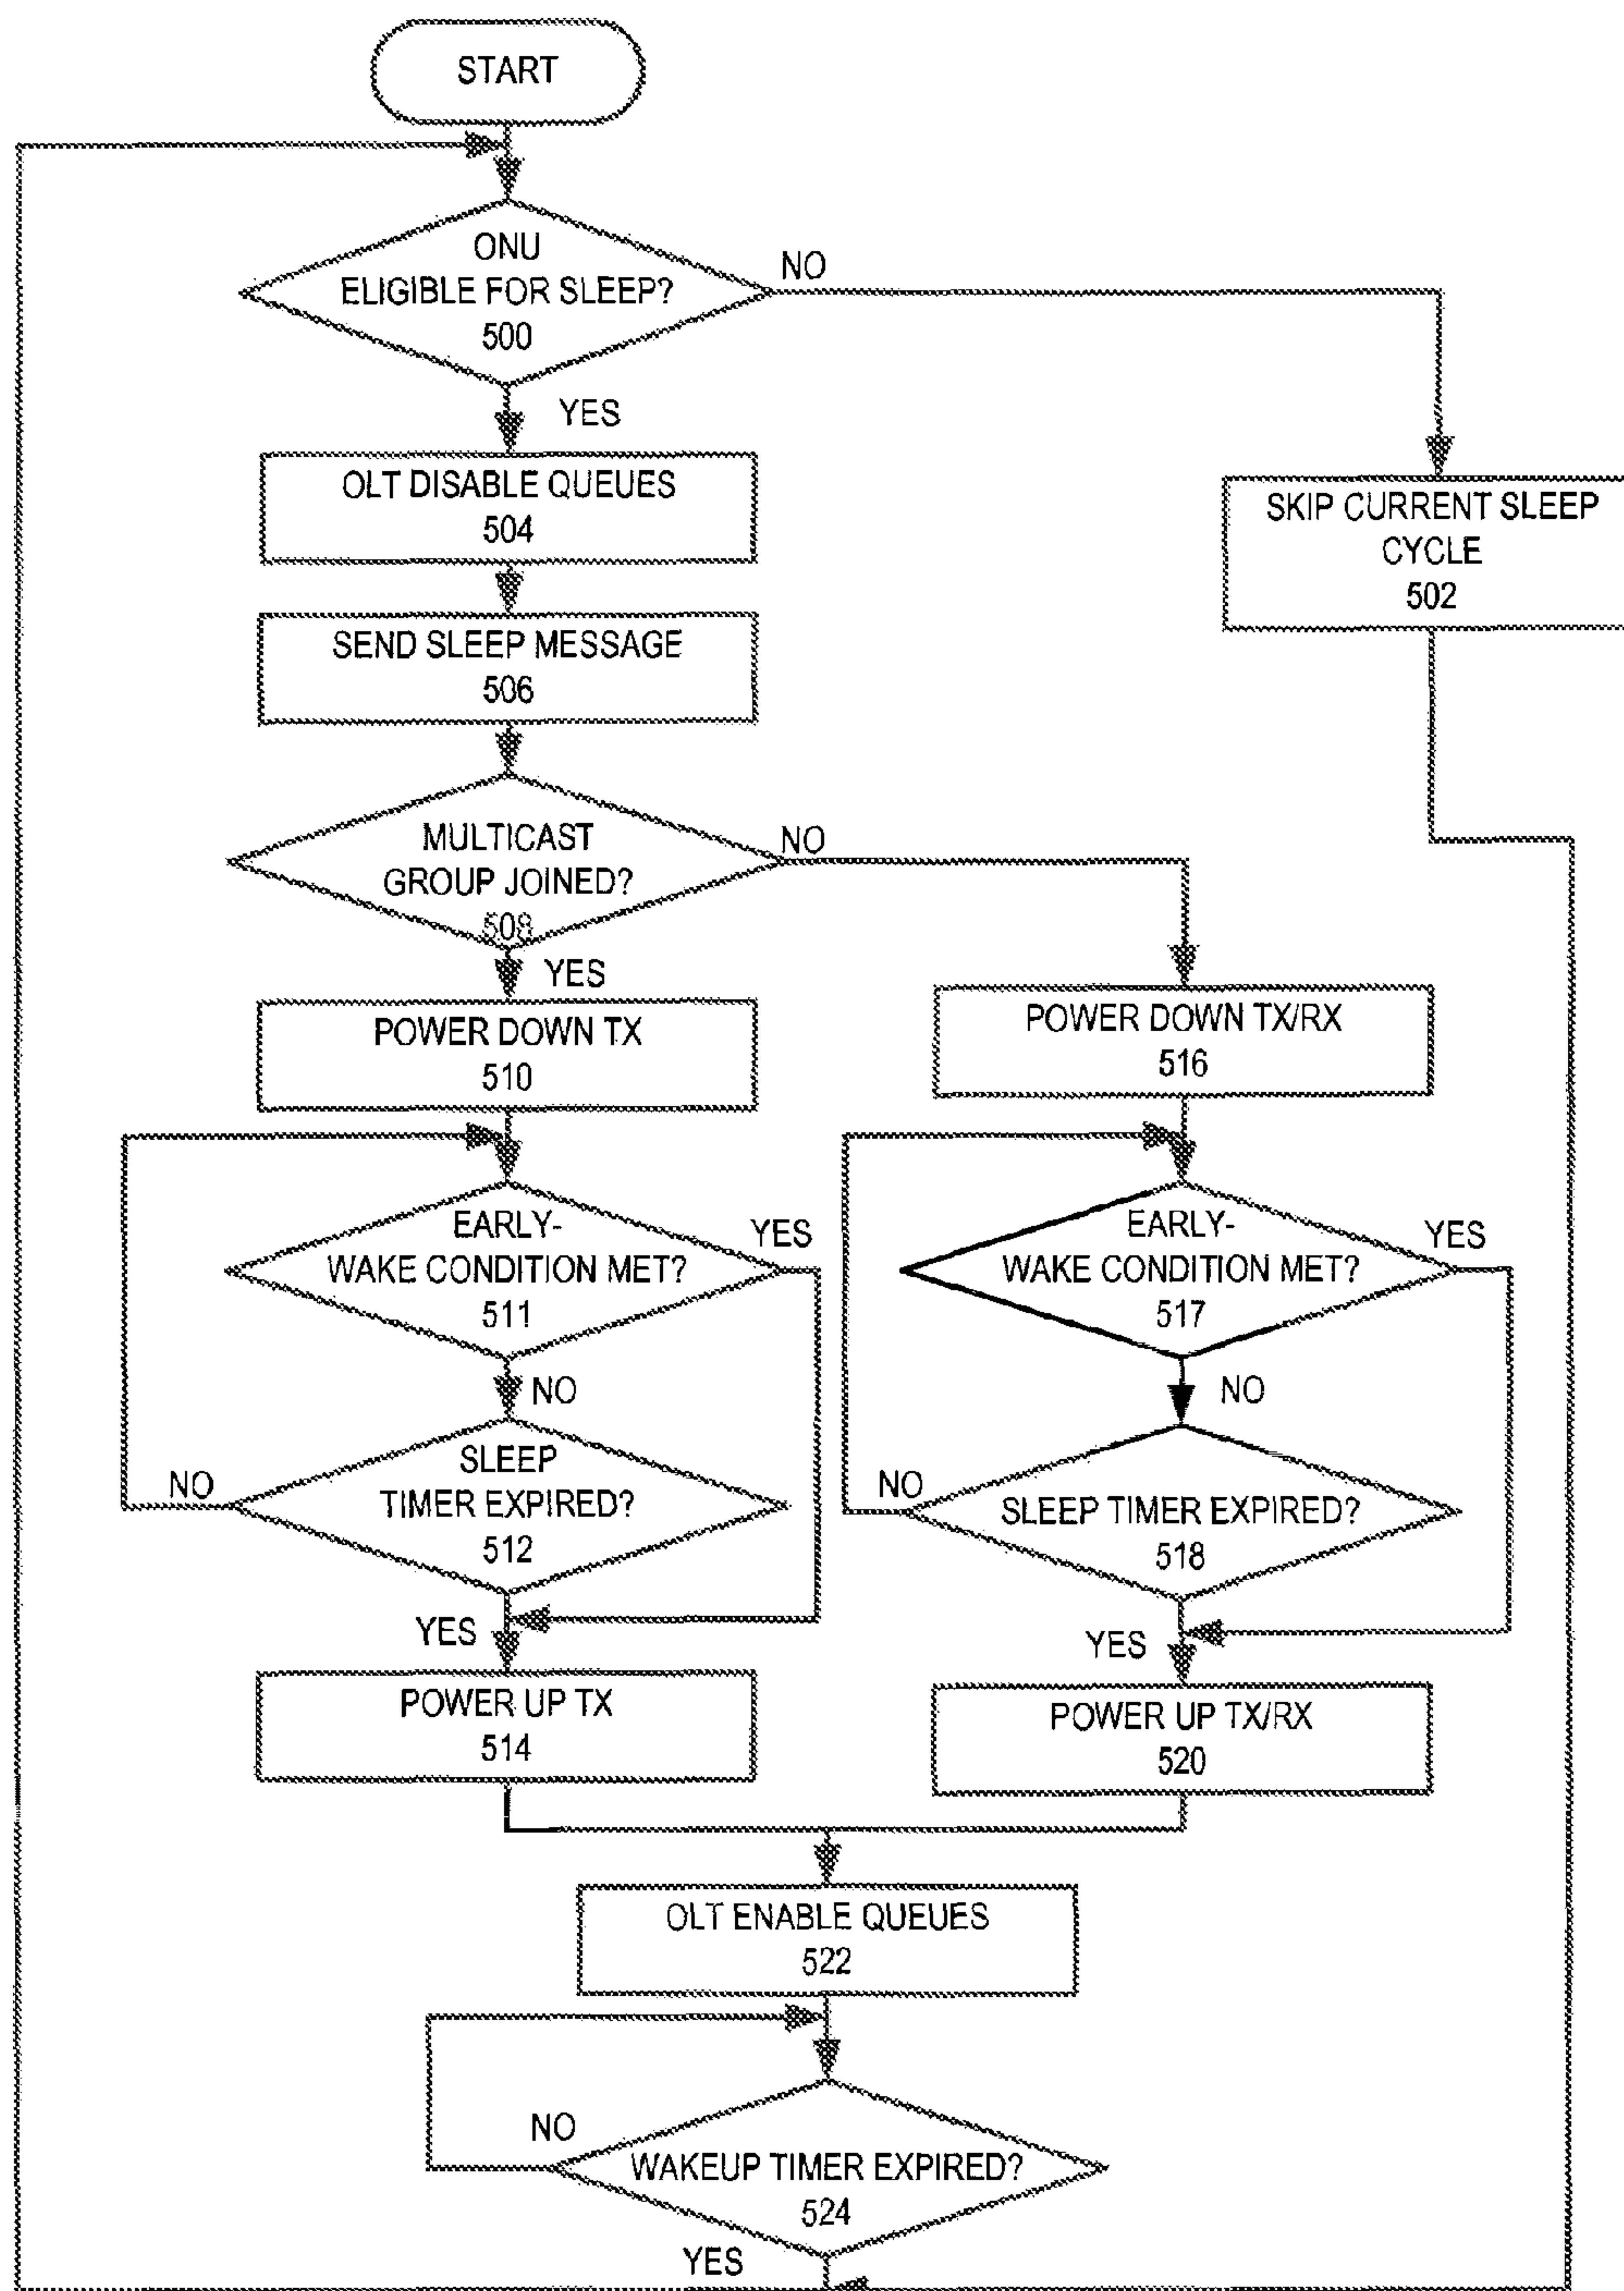 START
ONU
ELIGIBLE FOR SLEEP?
500
NO
YES
OLT DISABLE QUEUES
504
SKIP CURRENT SLEEP
CYCLE
502
SEND SLEEP MESSAGE
506
MULTICAST
GROUP JOINED?
508
NO
YES
POWER DOWN TX
510
POWER DOWN TX/RX
516
EARLY-
WAKE CONDITION MET?
511
YES
NO
EARLY-
WAKE CONDITION MET?
517
YES
NO
SLEEP
TIMER EXPIRED?
512
NO
YES
SLEEP TIMER EXPIRED?
518
NO
YES
POWER UP TX
514
POWER UP TX/RX
520
OLT ENABLE QUEUES
522
NO
WAKEUP TIMER EXPIRED?
524
YES